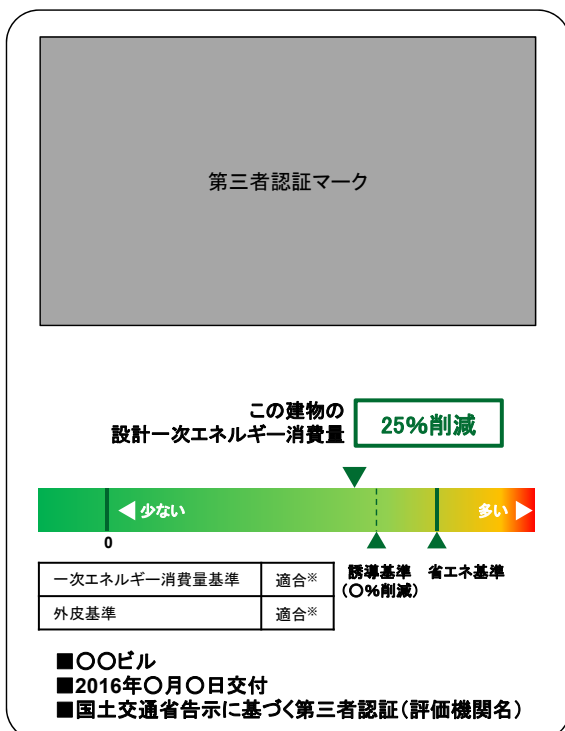 第三者認証マーク
この建物の
設計一次エネルギー消費量
25%削減
少ない
多い
0
誘導基準
(〇%削減)
省エネ基準
一次エネルギー消費量基準 適合※
外皮基準 適合※
■〇〇ビル
■2016年〇月〇日交付
■国土交通省告示に基づく第三者認証(評価機関名)